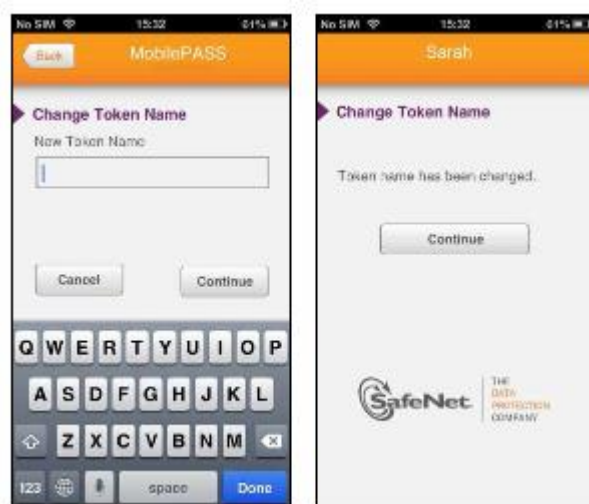 No SIM 15:32 61%
Back MobilePASS
Change Token Name
New Token Name
Cancel Continue
Q W E R T Y U I O P
A S D F G H J K L
Z X C V B N M
123 space Done
No SIM 15:32 61%
Sarah
Change Token Name
Token name has been changed.
Continue
SafeNet
THE
DATA
PROTECTION
COMPANY